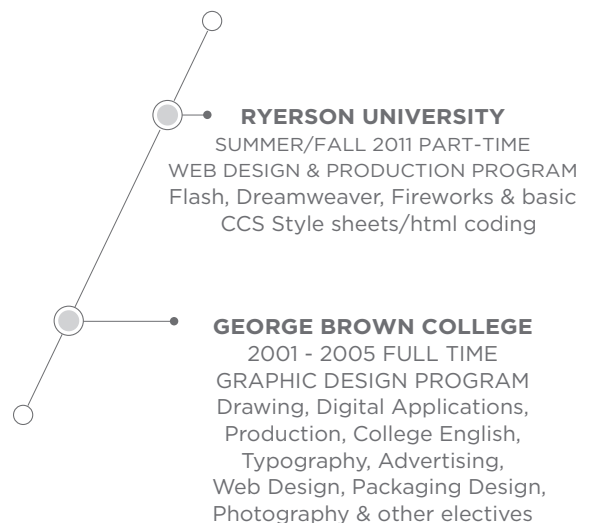 RYERSON UNIVERSITY
SUMMER/FALL 2011 PART-TIME
WEB DESIGN & PRODUCTION PROGRAM
Flash, Dreamweaver, Fireworks & basic
CCS Style sheets/html coding
GEORGE BROWN COLLEGE
2001 - 2005 FULL TIME
GRAPHIC DESIGN PROGRAM
Drawing, Digital Applications,
Production, College English,
Typography, Advertising,
Web Design, Packaging Design,
Photography & other electives